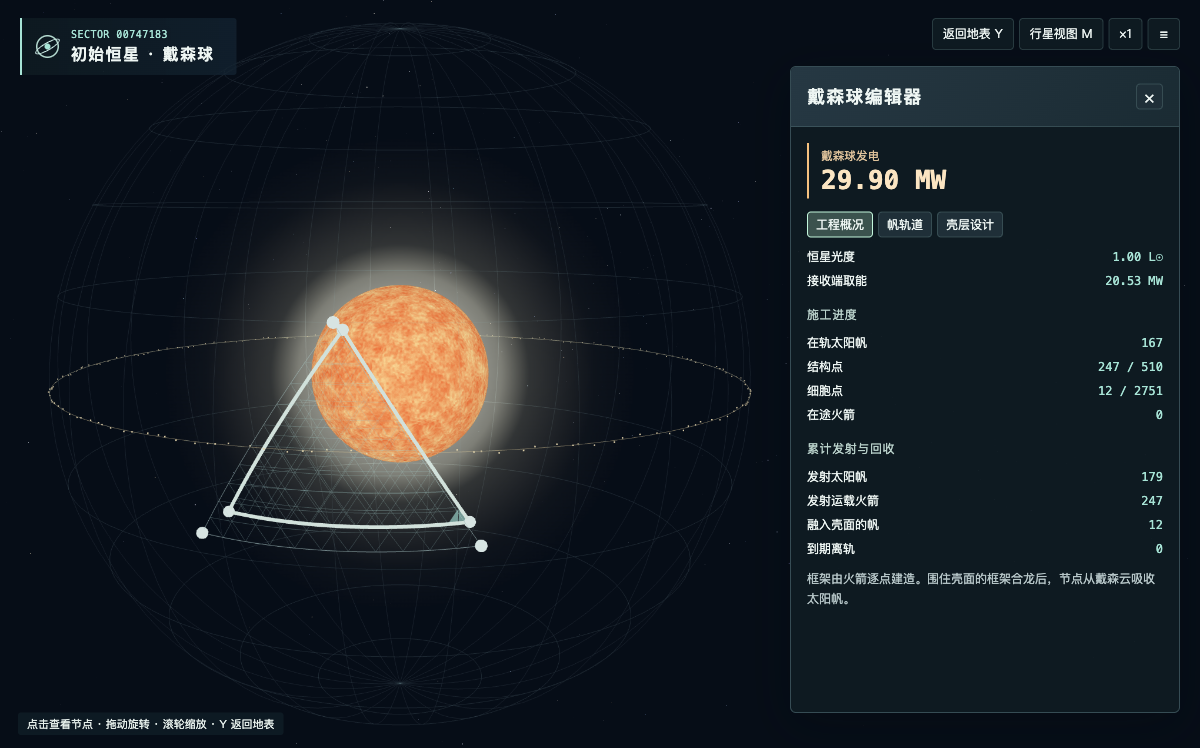 SECTOR 00747183
初始恒星 · 戴森球
返回地表 Y
行星视图 M
×1
≡
戴森球编辑器
×
戴森球发电
29.90 MW
工程概况
帆轨道
壳层设计
恒星光度 1.00 L☉
接收端取能 20.53 MW
施工进度
在轨太阳帆 167
结构点 247 / 510
细胞点 12 / 2751
在途火箭 0
累计发射与回收
发射太阳帆 179
发射运载火箭 247
融入壳面的帆 12
到期离轨 0
框架由火箭逐点建造。围住壳面的框架合龙后，节点从戴森云吸收
太阳帆。
点击查看节点 · 拖动旋转 · 滚轮缩放 · Y 返回地表